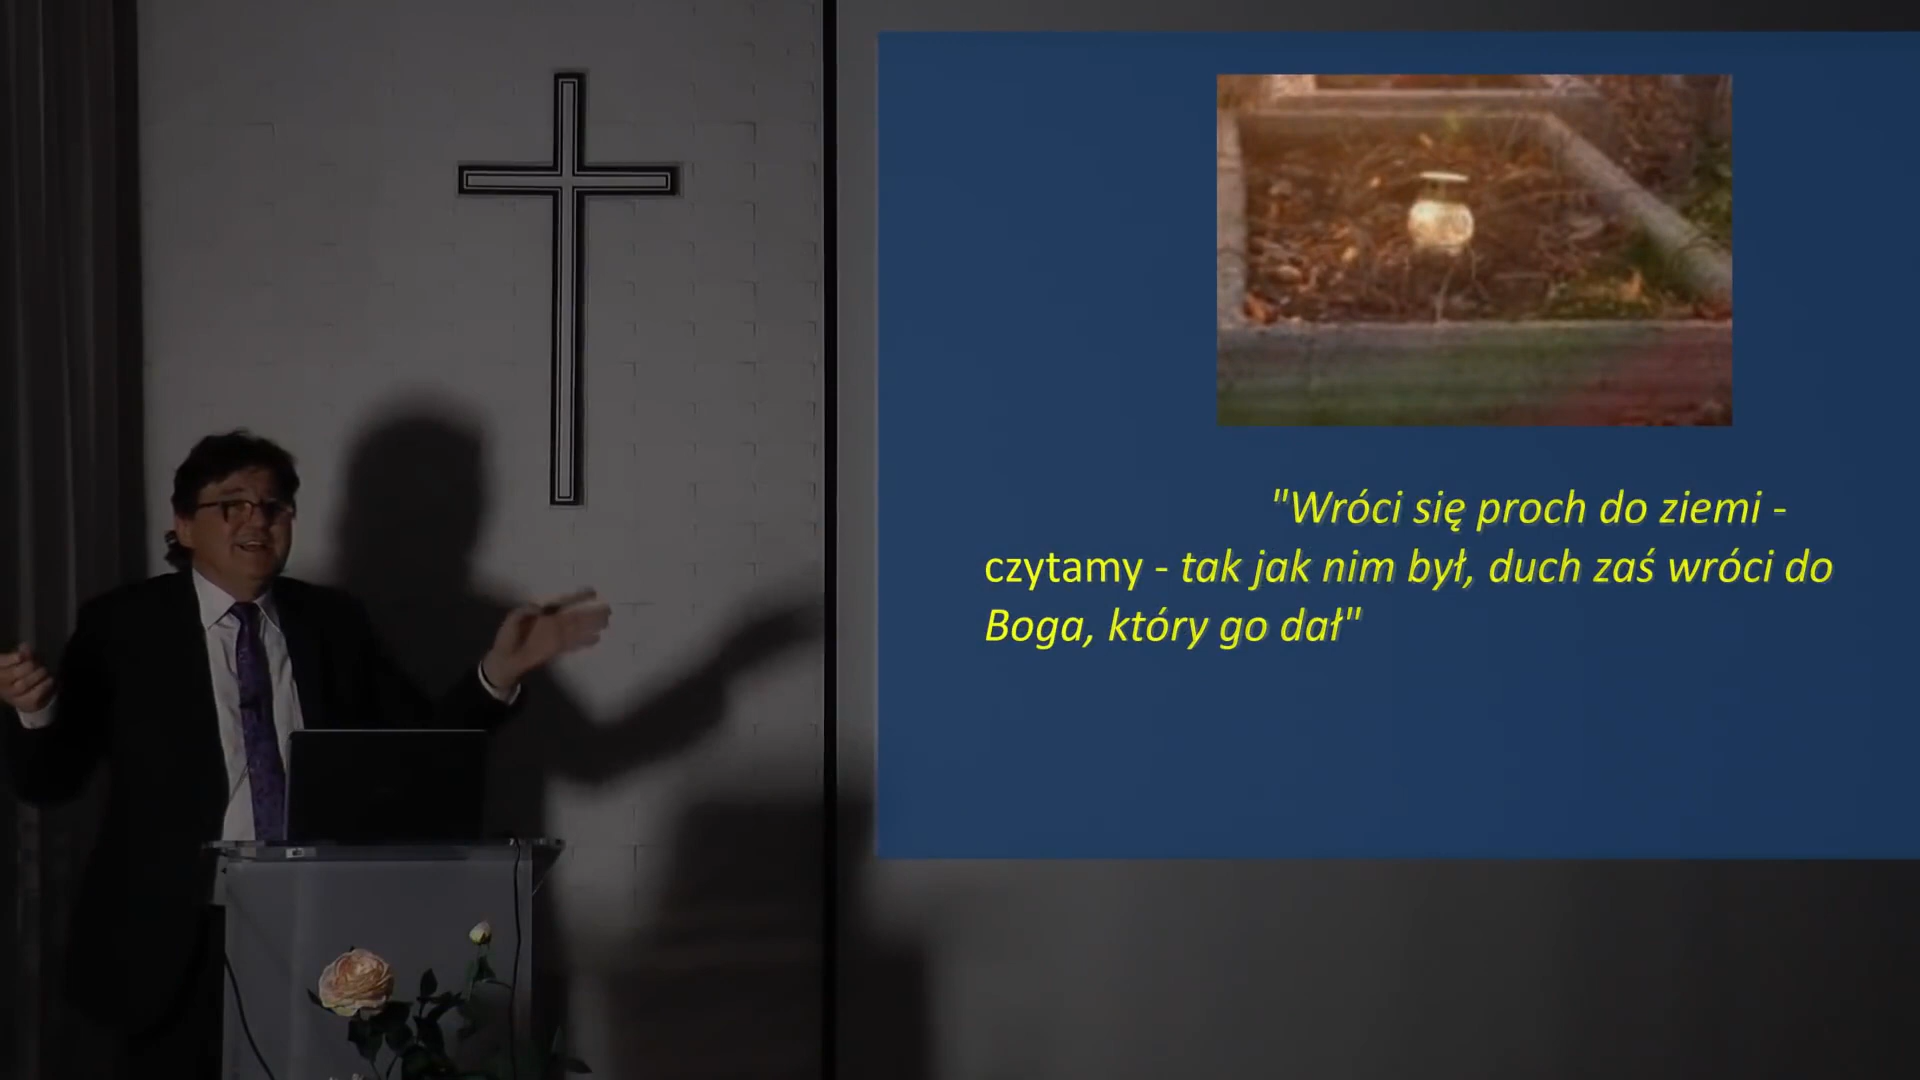 "Wróci się proch do ziemi -
czytamy - tak jak nim był, duch zaś wróci do
Boga, który go dał"